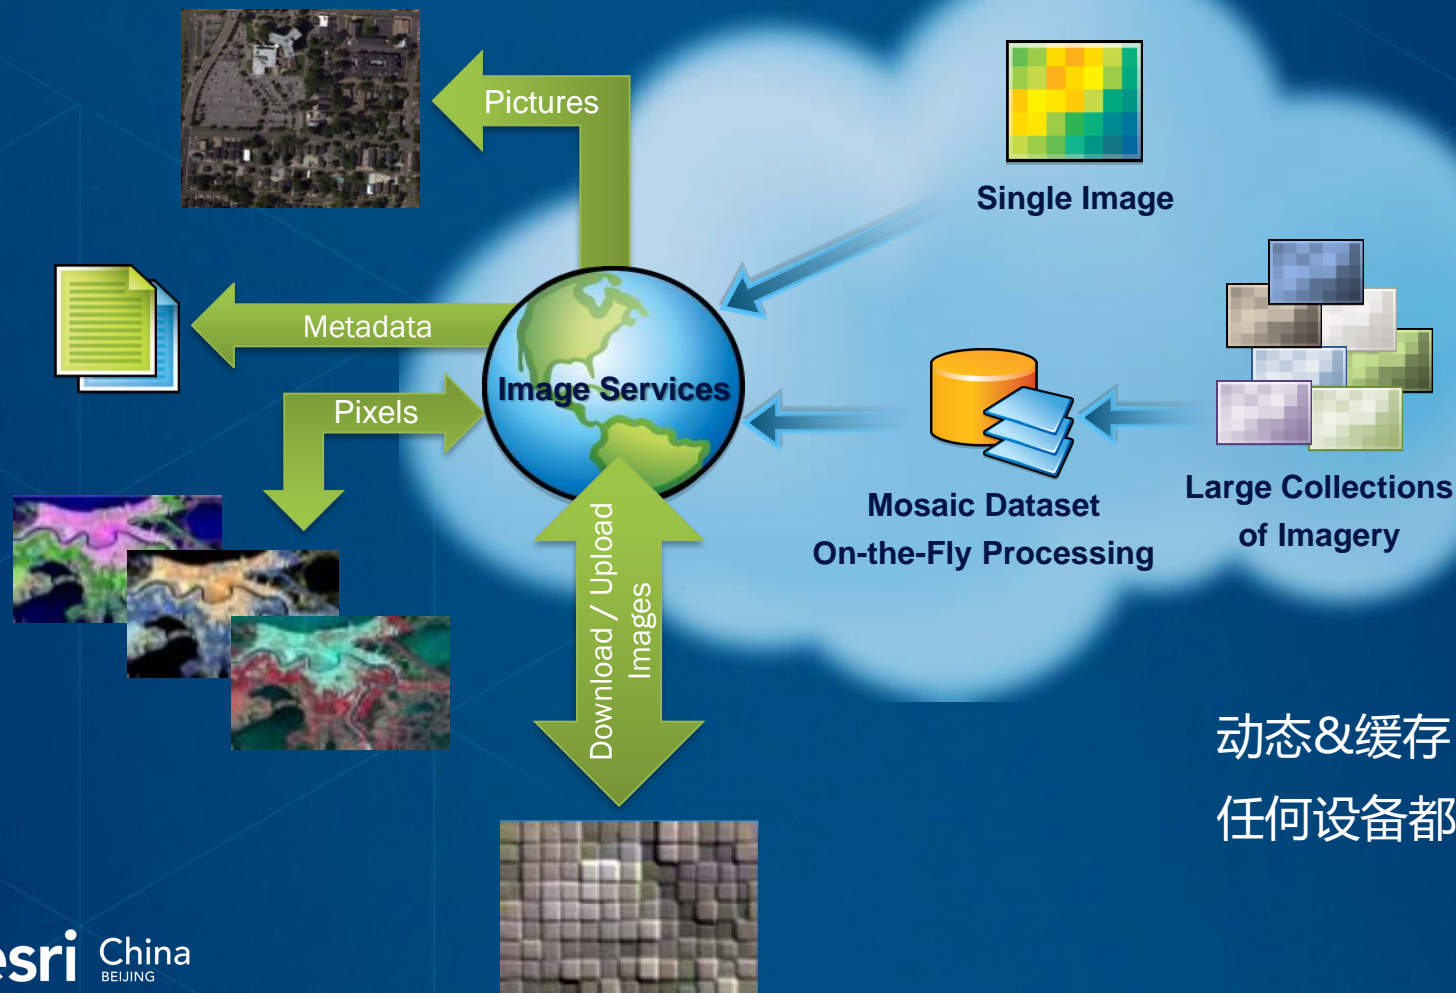 Pictures
Single Image
Metadata
Image Services
Pixels
Large Collections
of Imagery
Mosaic Dataset
On-the-Fly Processing
Download / Upload
Images
动态&缓存
任何设备都
esri China
BEIJING